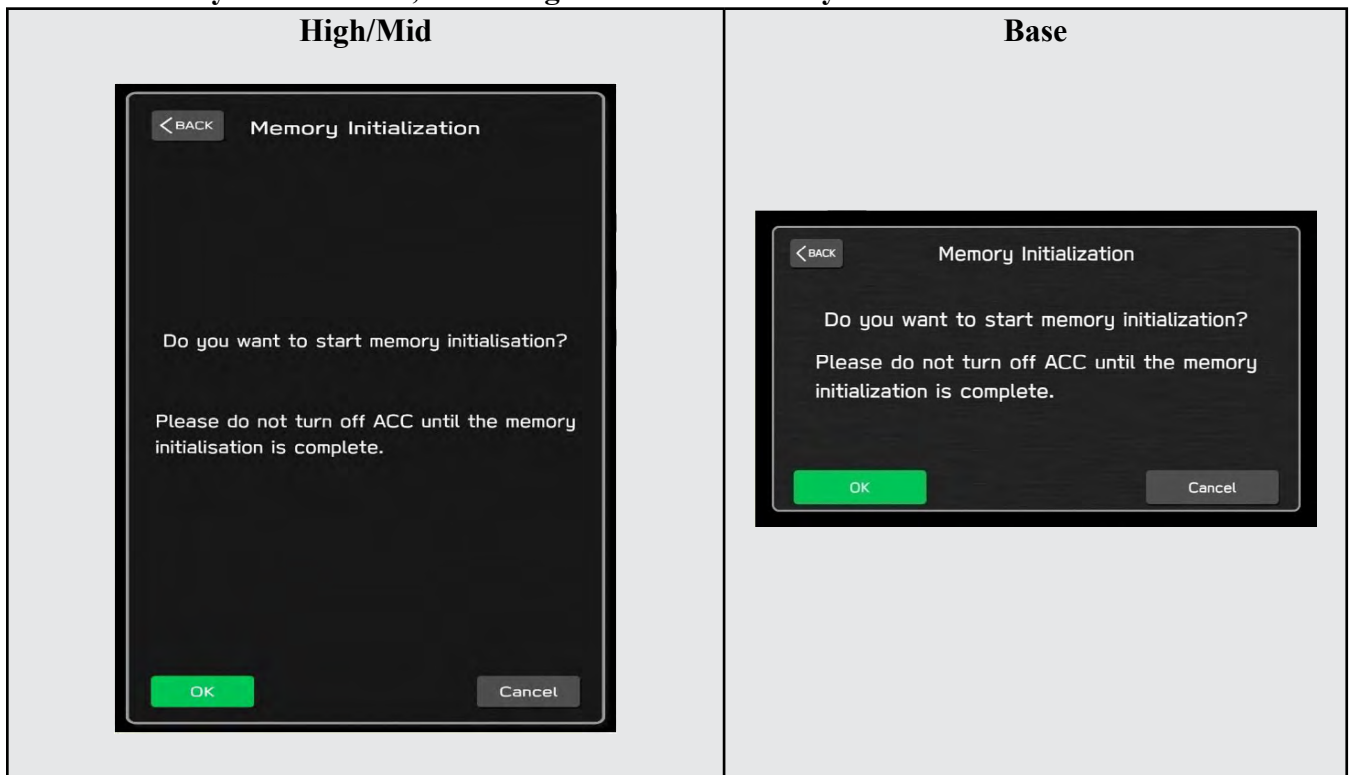 High/Mid
Base
<BACK
Memory Initialization
Do you want to start memory initialisation?
Please do not turn off ACC until the memory
initialisation is complete.
OK
Cancel
<BACK
Memory Initialization
Do you want to start memory initialization?
Please do not turn off ACC until the memory
initialization is complete.
OK
Cancel